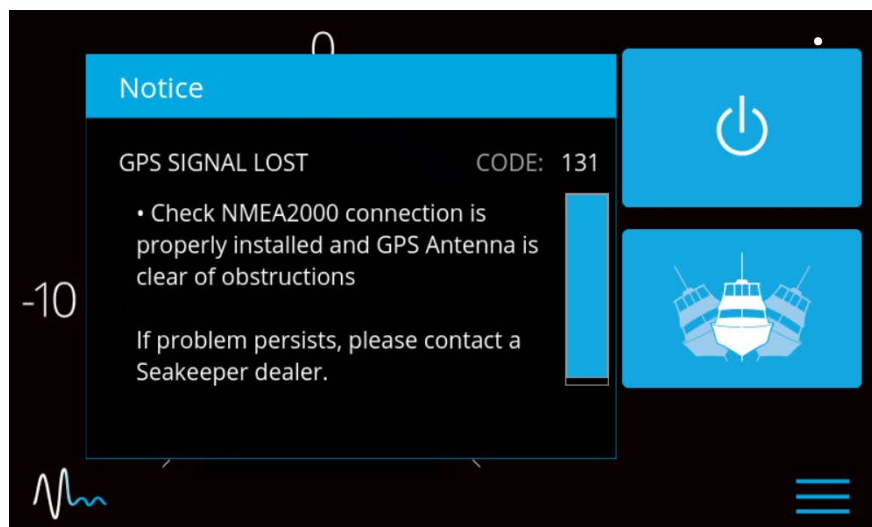 0
Notice
GPS SIGNAL LOST CODE: 131
• Check NMEA2000 connection is
properly installed and GPS Antenna is
clear of obstructions
-10
If problem persists, please contact a
Seakeeper dealer.